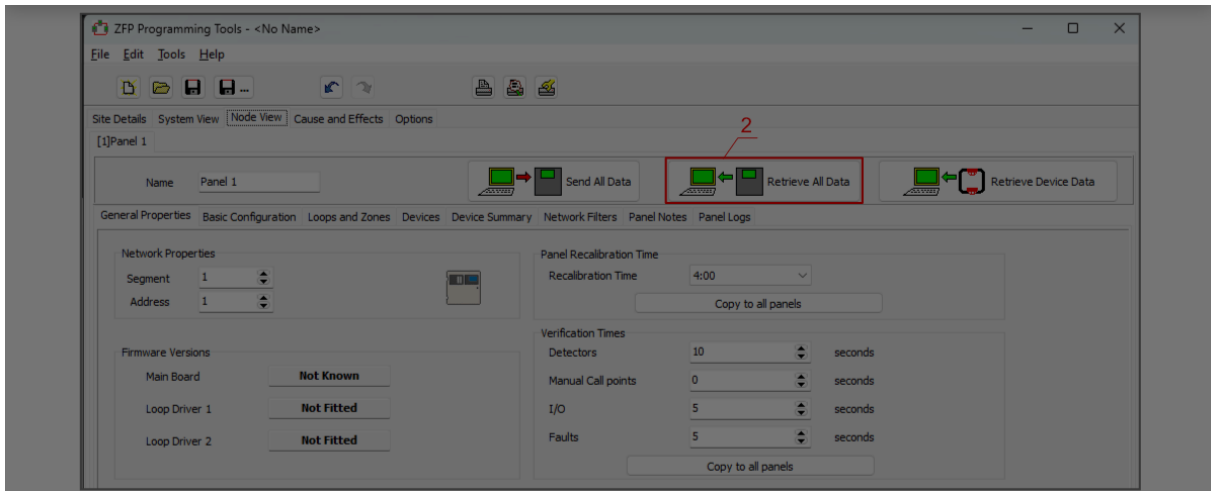 ZFP Programming Tools - <No Name>
File Edit Tools Help
...
Site Details System View Node View Cause and Effects Options
2
[1]Panel 1
Name Panel 1 Send All Data Retrieve All Data Retrieve Device Data
General Properties Basic Configuration Loops and Zones Devices Device Summary Network Filters Panel Notes Panel Logs
Network Properties Panel Recalibration Time
Segment 1 Recalibration Time 4:00
Address 1 Copy to all panels
Verification Times
Firmware Versions Detectors 10 seconds
Main Board Not Known Manual Call points 0 seconds
Loop Driver 1 Not Fitted I/O 5 seconds
Loop Driver 2 Not Fitted Faults 5 seconds
Copy to all panels